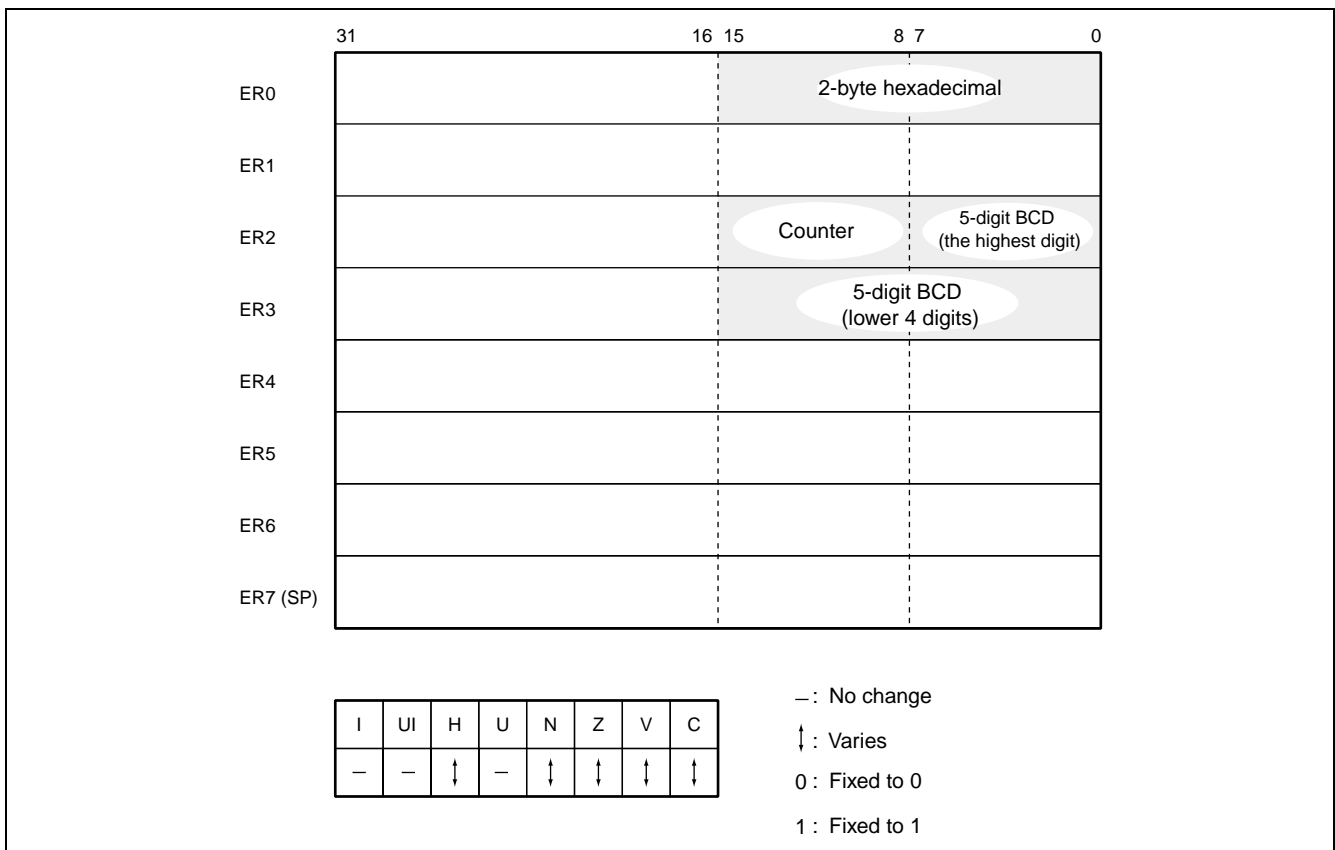 31 16 15 8 7 0
ER0 2-byte hexadecimal
ER1
ER2 Counter 5-digit BCD
(the highest digit)
ER3 5-digit BCD
(lower 4 digits)
ER4
ER5
ER6
ER7 (SP)
I UI H U N Z V C
– – ↕ – ↕ ↕ ↕ ↕
– : No change
↕ : Varies
0 : Fixed to 0
1 : Fixed to 1